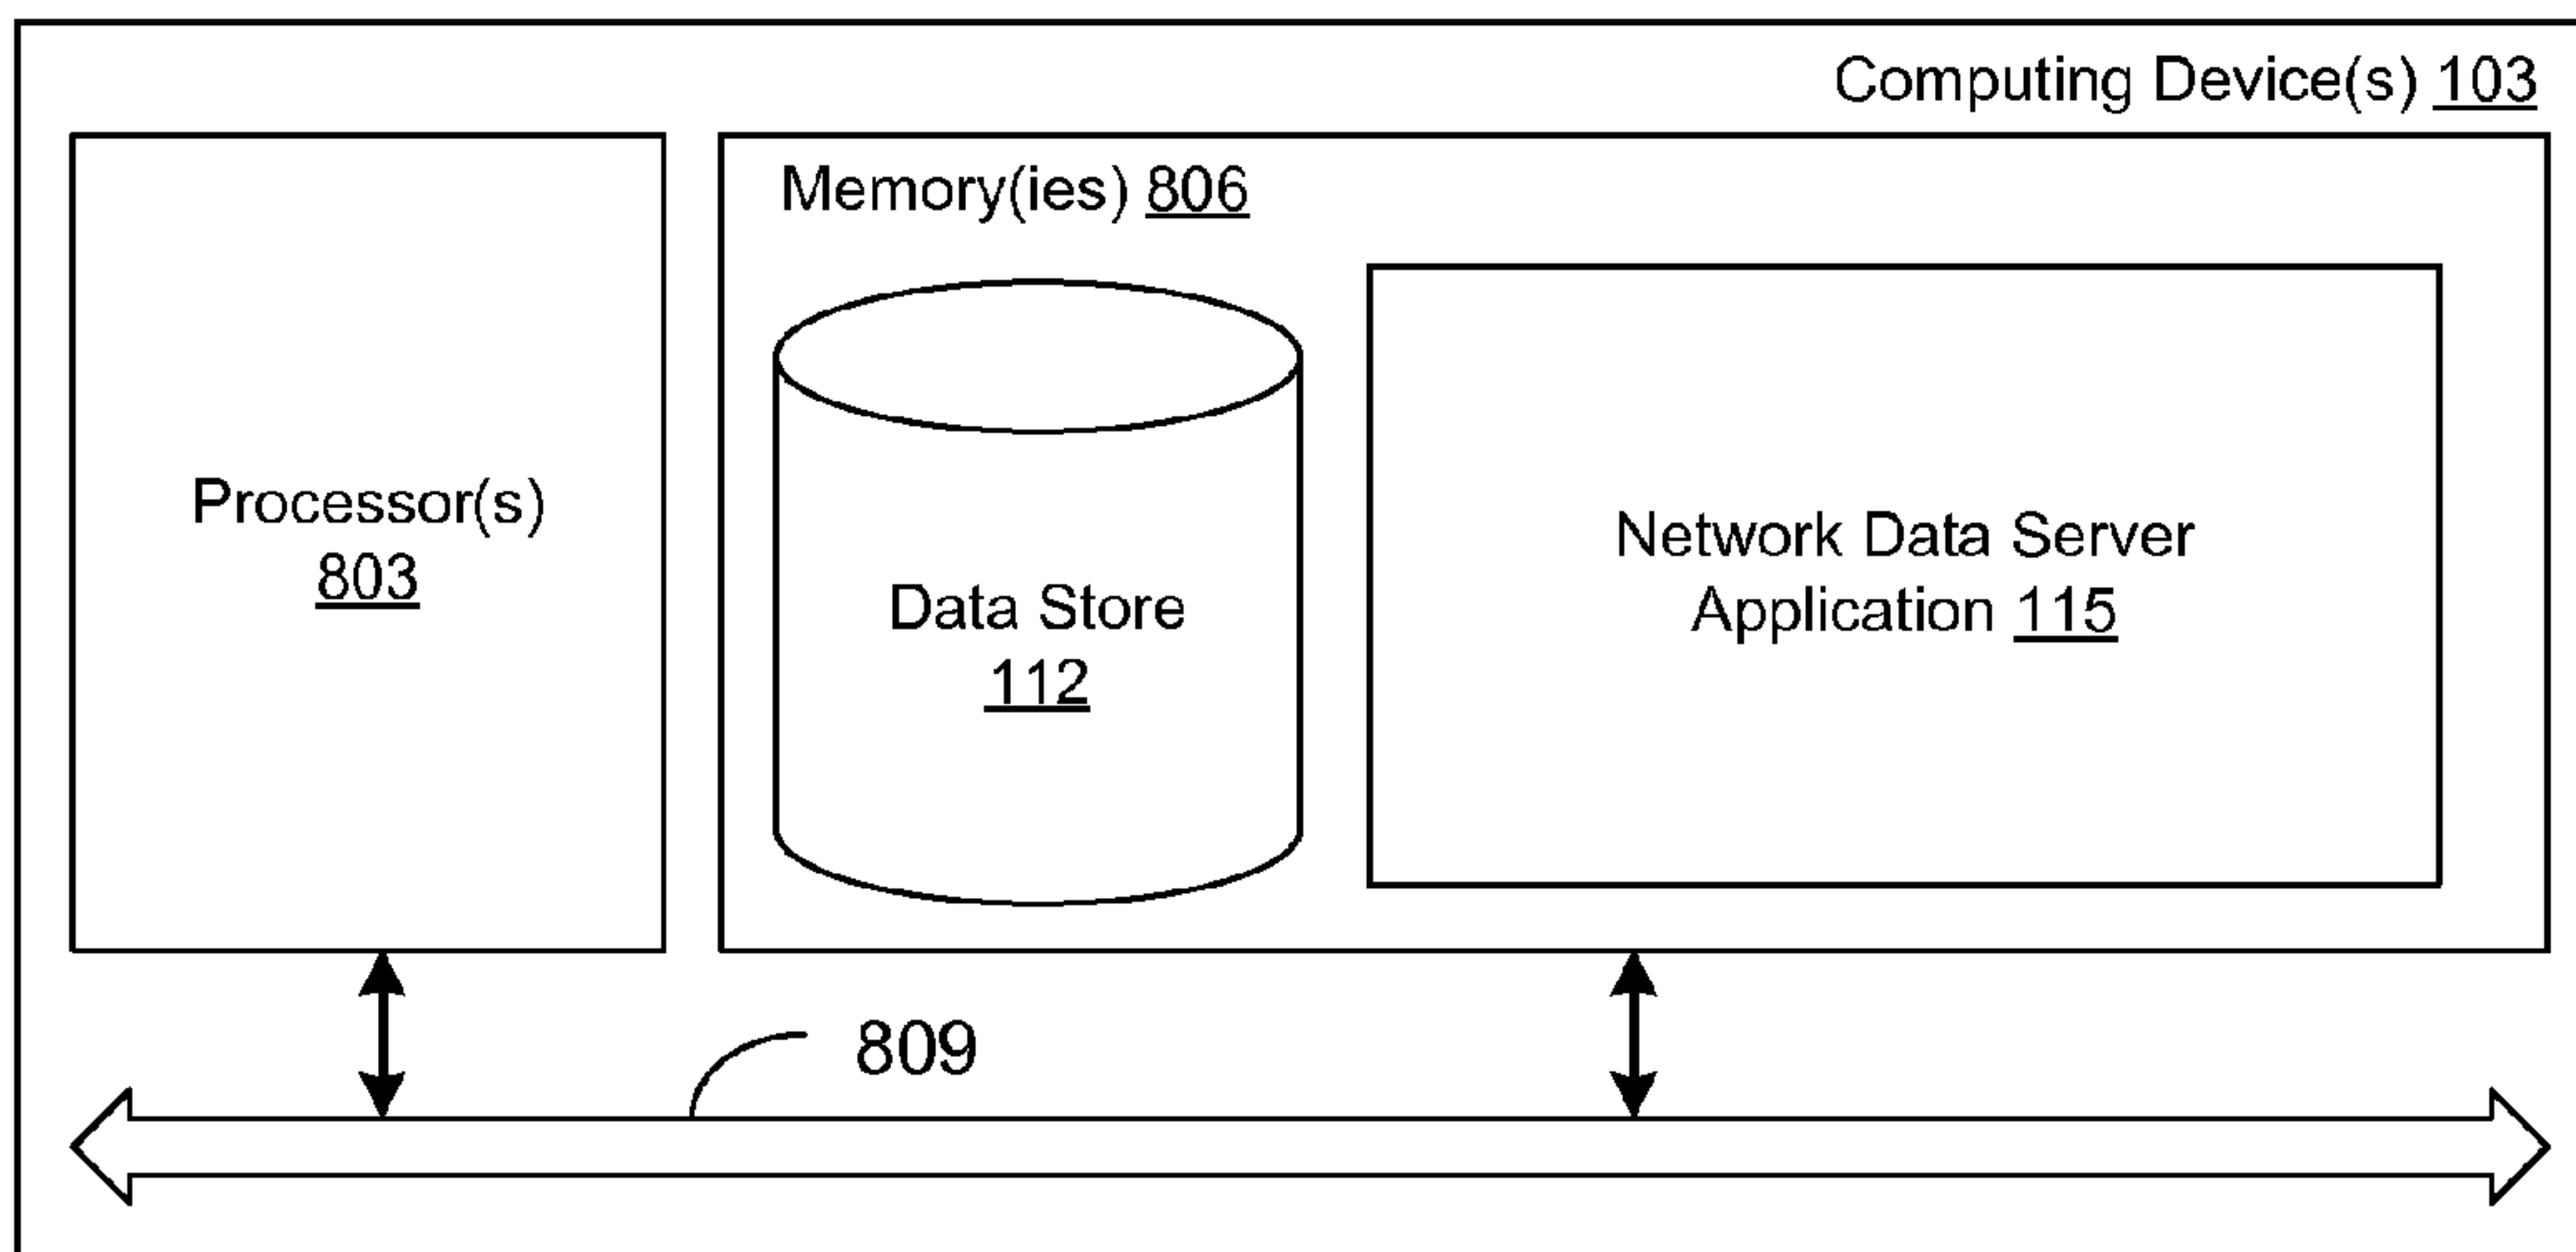 Computing Device(s) 103
Memory(ies) 806
Processor(s)
803
Data Store
112
Network Data Server
Application 115
809